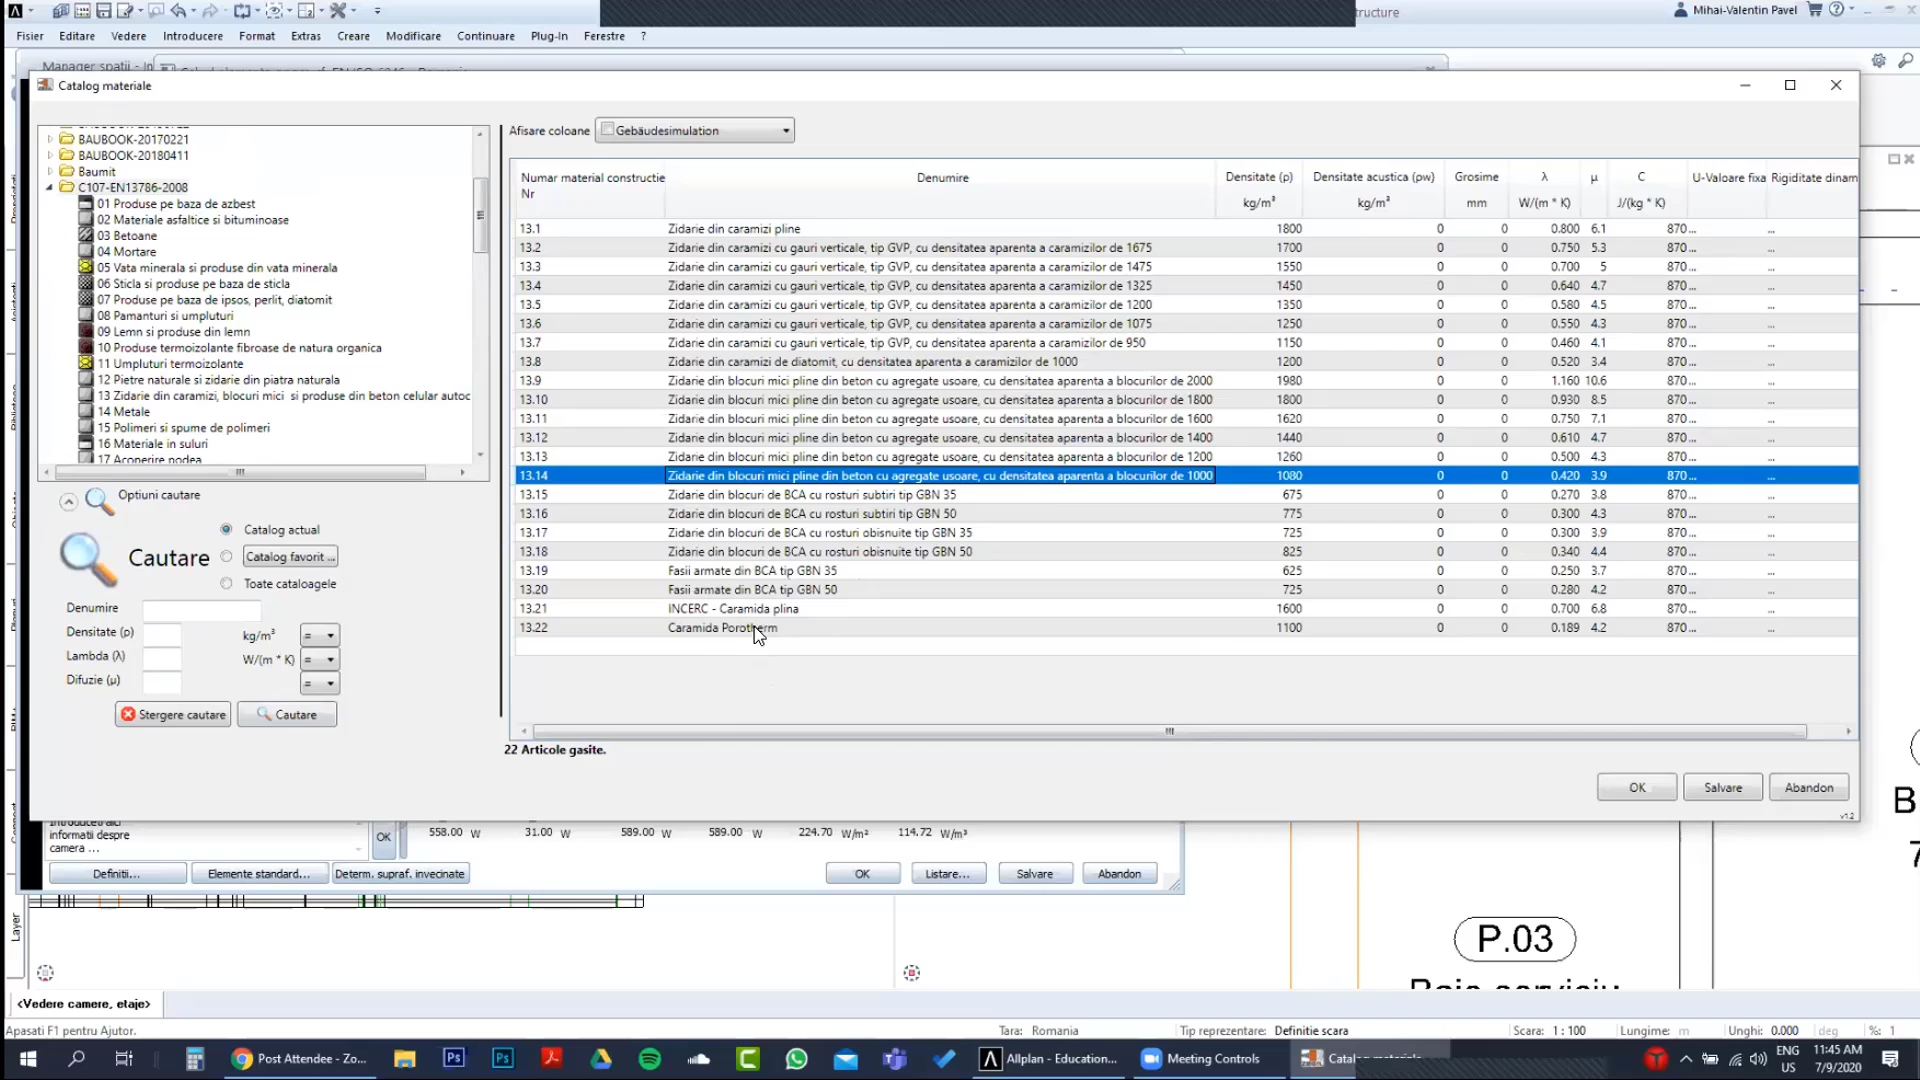 Mihai-Valentin Pavel
Fisier Editare Vedere Introducere Format Extras Creare Modificare Continuare Plug-In Ferestre ?
Manager spatii - In
Catalog materiale
BAUBOOK-20170221
BAUBOOK-20180411
Baumit
C107-EN13786-2008
01 Produse pe baza de azbest
02 Materiale asfaltice si bituminoase
03 Betoane
04 Mortare
05 Vata minerala si produse din vata minerala
06 Sticla si produse pe baza de sticla
07 Produse pe baza de ipsos, perlit, diatomit
08 Pamanturi si umpluturi
09 Lemn si produse din lemn
10 Produse termoizolante fibroase de natura organica
11 Umpluturi termoizolante
12 Pietre naturale si zidarie din piatra naturala
13 Zidarie din caramizi, blocuri mici si produse din beton celular autoc
14 Metale
15 Polimeri si spume de polimeri
16 Materiale in suluri
17 Acoperire podea
Optiuni cautare
Cautare
Catalog actual
Catalog favorit ...
Toate cataloagele
Denumire
Densitate (ρ) kg/m³ =
Lambda (λ) W/(m * K) =
Difuzie (µ) =
Stergere cautare Cautare
Afisare coloane Gebäudesimulation
Numar material constructie Denumire Densitate (ρ) Densitate acustica (ρw) Grosime λ µ C U-Valoare fixa Rigiditate dinam
Nr kg/m³ kg/m³ mm W/(m * K) J/(kg * K)
13.1 Zidarie din caramizi pline 1800 0 0 0.800 6.1 870... ...
13.2 Zidarie din caramizi cu gauri verticale, tip GVP, cu densitatea aparenta a caramizilor de 1675 1700 0 0 0.750 5.3 870... ...
13.3 Zidarie din caramizi cu gauri verticale, tip GVP, cu densitatea aparenta a caramizilor de 1475 1550 0 0 0.700 5 870... ...
13.4 Zidarie din caramizi cu gauri verticale, tip GVP, cu densitatea aparenta a caramizilor de 1325 1450 0 0 0.640 4.7 870... ...
13.5 Zidarie din caramizi cu gauri verticale, tip GVP, cu densitatea aparenta a caramizilor de 1200 1350 0 0 0.580 4.5 870... ...
13.6 Zidarie din caramizi cu gauri verticale, tip GVP, cu densitatea aparenta a caramizilor de 1075 1250 0 0 0.550 4.3 870... ...
13.7 Zidarie din caramizi cu gauri verticale, tip GVP, cu densitatea aparenta a caramizilor de 950 1150 0 0 0.460 4.1 870... ...
13.8 Zidarie din caramizi de diatomit, cu densitatea aparenta a caramizilor de 1000 1200 0 0 0.520 3.4 870... ...
13.9 Zidarie din blocuri mici pline din beton cu agregate usoare, cu densitatea aparenta a blocurilor de 2000 1980 0 0 1.160 10.6 870... ...
13.10 Zidarie din blocuri mici pline din beton cu agregate usoare, cu densitatea aparenta a blocurilor de 1800 1800 0 0 0.930 8.5 870... ...
13.11 Zidarie din blocuri mici pline din beton cu agregate usoare, cu densitatea aparenta a blocurilor de 1600 1620 0 0 0.750 7.1 870... ...
13.12 Zidarie din blocuri mici pline din beton cu agregate usoare, cu densitatea aparenta a blocurilor de 1400 1440 0 0 0.610 4.7 870... ...
13.13 Zidarie din blocuri mici pline din beton cu agregate usoare, cu densitatea aparenta a blocurilor de 1200 1260 0 0 0.500 4.3 870... ...
13.14 Zidarie din blocuri mici pline din beton cu agregate usoare, cu densitatea aparenta a blocurilor de 1000 1080 0 0 0.420 3.9 870... ...
13.15 Zidarie din blocuri de BCA cu rosturi subtiri tip GBN 35 675 0 0 0.270 3.8 870... ...
13.16 Zidarie din blocuri de BCA cu rosturi subtiri tip GBN 50 775 0 0 0.300 4.3 870... ...
13.17 Zidarie din blocuri de BCA cu rosturi obisnuite tip GBN 35 725 0 0 0.300 3.9 870... ...
13.18 Zidarie din blocuri de BCA cu rosturi obisnuite tip GBN 50 825 0 0 0.340 4.4 870... ...
13.19 Fasii armate din BCA tip GBN 35 625 0 0 0.250 3.7 870... ...
13.20 Fasii armate din BCA tip GBN 50 725 0 0 0.280 4.2 870... ...
13.21 INCERC - Caramida plina 1600 0 0 0.700 6.8 870... ...
13.22 Caramida Porotherm 1100 0 0 0.189 4.2 870... ...
22 Articole gasite.
OK Salvare Abandon
v1.2
informatii despre
camera ...
OK
558.00 W 31.00 W 589.00 W 589.00 W 224.70 W/m² 114.72 W/m³
Definitii... Elemente standard... Determ. supraf. invecinate OK Listare... Salvare Abandon
Layer
P.03
Baie serviciu
<Vedere camere, etaje>
Apasati F1 pentru Ajutor. Tara: Romania Tip reprezentare: Definitie scara Scara: 1 : 100 Lungime: m Unghi: 0.000 deg %: 1
Post Attendee - Zo... Allplan - Education... Meeting Controls Catalog materiale
ENG
US
11:45 AM
7/9/2020